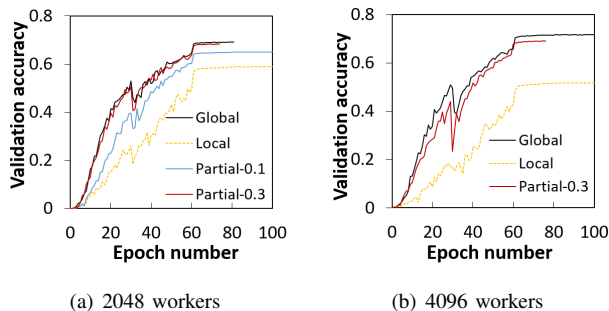 0.8
0.6
0.4
0.2
0
Validation accuracy
Global
Local
Partial-0.1
Partial-0.3
0 20 40 60 80 100
Epoch number
(a) 2048 workers
0.8
0.6
0.4
0.2
0
Validation accuracy
Global
Local
Partial-0.3
0 20 40 60 80 100
Epoch number
(b) 4096 workers